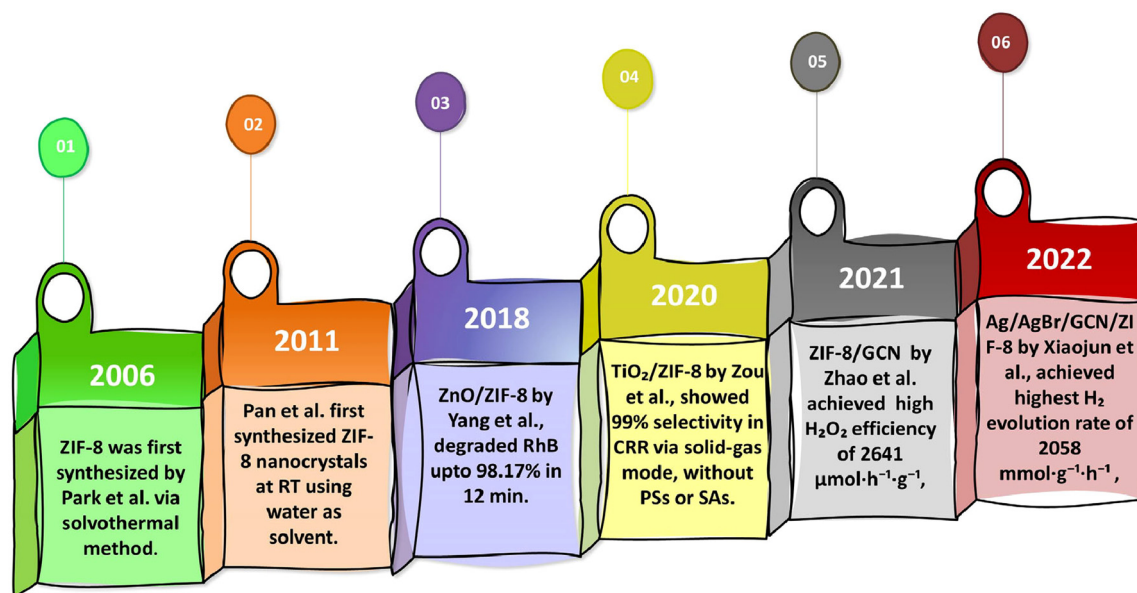 01
2006
ZIF-8 was first
synthesized by
Park et al. via
solvothermal
method.
02
2011
Pan et al. first
synthesized ZIF-
8 nanocrystals
at RT using
water as
solvent.
03
2018
ZnO/ZIF-8 by
Yang et al.,
degraded RhB
upto 98.17% in
12 min.
04
2020
TiO₂/ZIF-8 by Zou
et al., showed
99% selectivity in
CRR via solid-gas
mode, without
PSs or SAs.
05
2021
ZIF-8/GCN by
Zhao et al.
achieved high
H₂O₂ efficiency
of 2641
μmol·h⁻¹·g⁻¹,
06
2022
Ag/AgBr/GCN/ZI
F-8 by Xiaojun et
al., achieved
highest H₂
evolution rate of
2058
mmol·g⁻¹·h⁻¹,